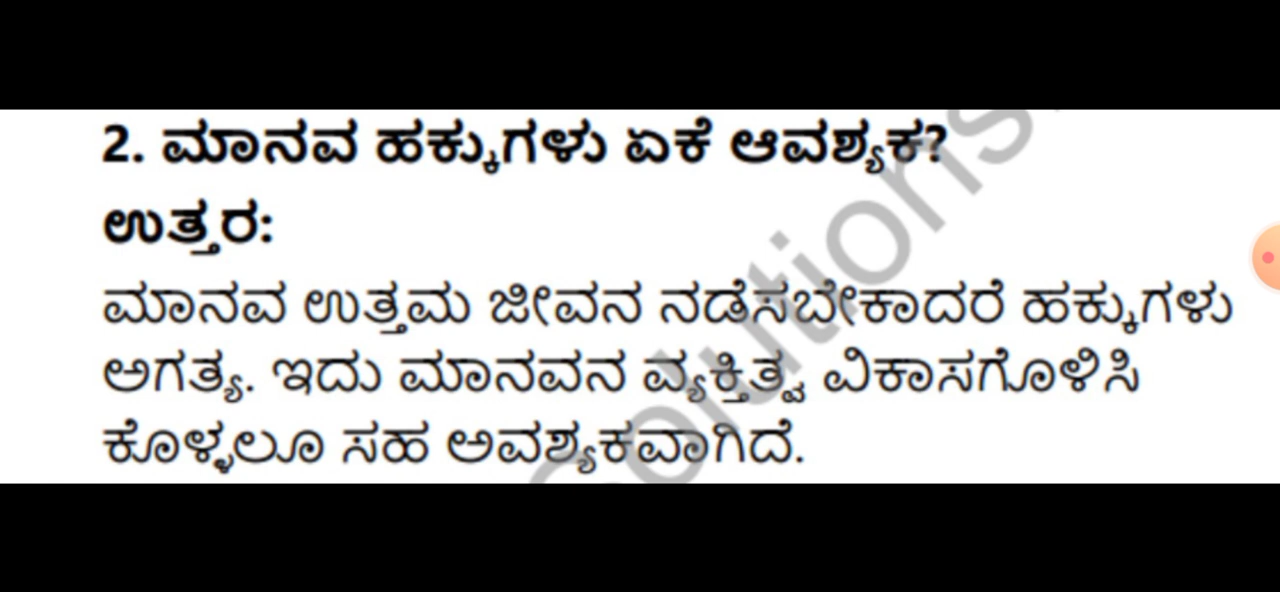 2. ಮಾನವ ಹಕ್ಕುಗಳು ಏಕೆ ಆವಶ್ಯಕ?
ಉತ್ತರ:
ಮಾನವ ಉತ್ತಮ ಜೀವನ ನಡೆಸಬೇಕಾದರೆ ಹಕ್ಕುಗಳು
ಅಗತ್ಯ. ಇದು ಮಾನವನ ವ್ಯಕ್ತಿತ್ವ ವಿಕಾಸಗೊಳಿಸಿ
ಕೊಳ್ಳಲೂ ಸಹ ಅವಶ್ಯಕವಾಗಿದೆ.
Solutions